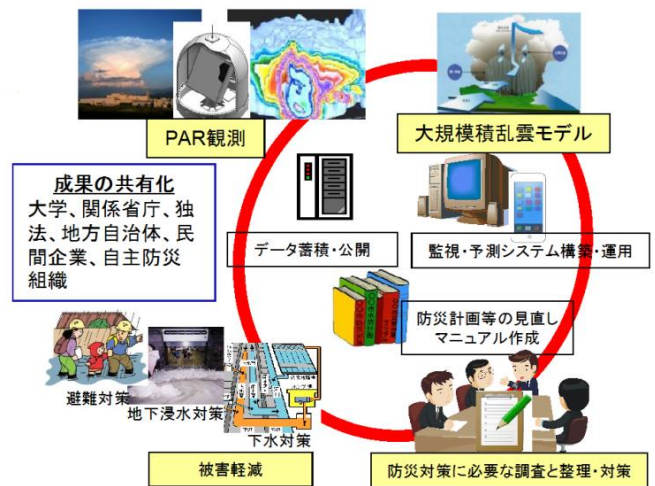 PAR観測
大規模積乱雲モデル
成果の共有化
大学、関係省庁、独
法、地方自治体、民
間企業、自主防災
組織
データ蓄積・公開
監視・予測システム構築・運用
防災計画等の見直し
マニュアル作成
避難対策
地下浸水対策
下水対策
被害軽減
防災対策に必要な調査と整理・対策